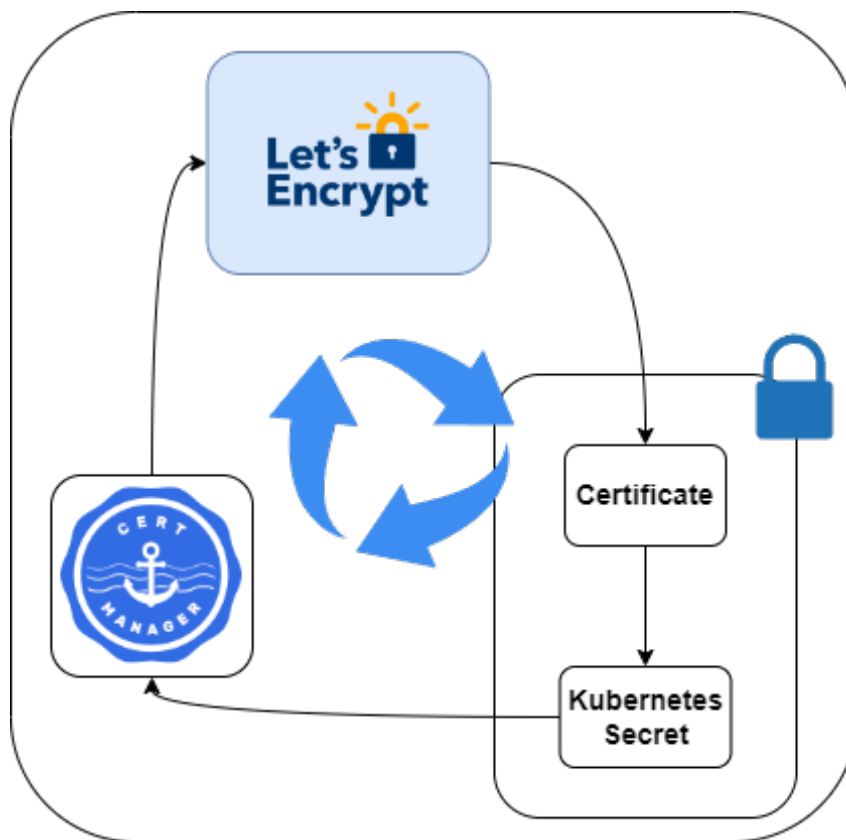 Let's
Encrypt
Certificate
CERT
MANAGER
Kubernetes
Secret